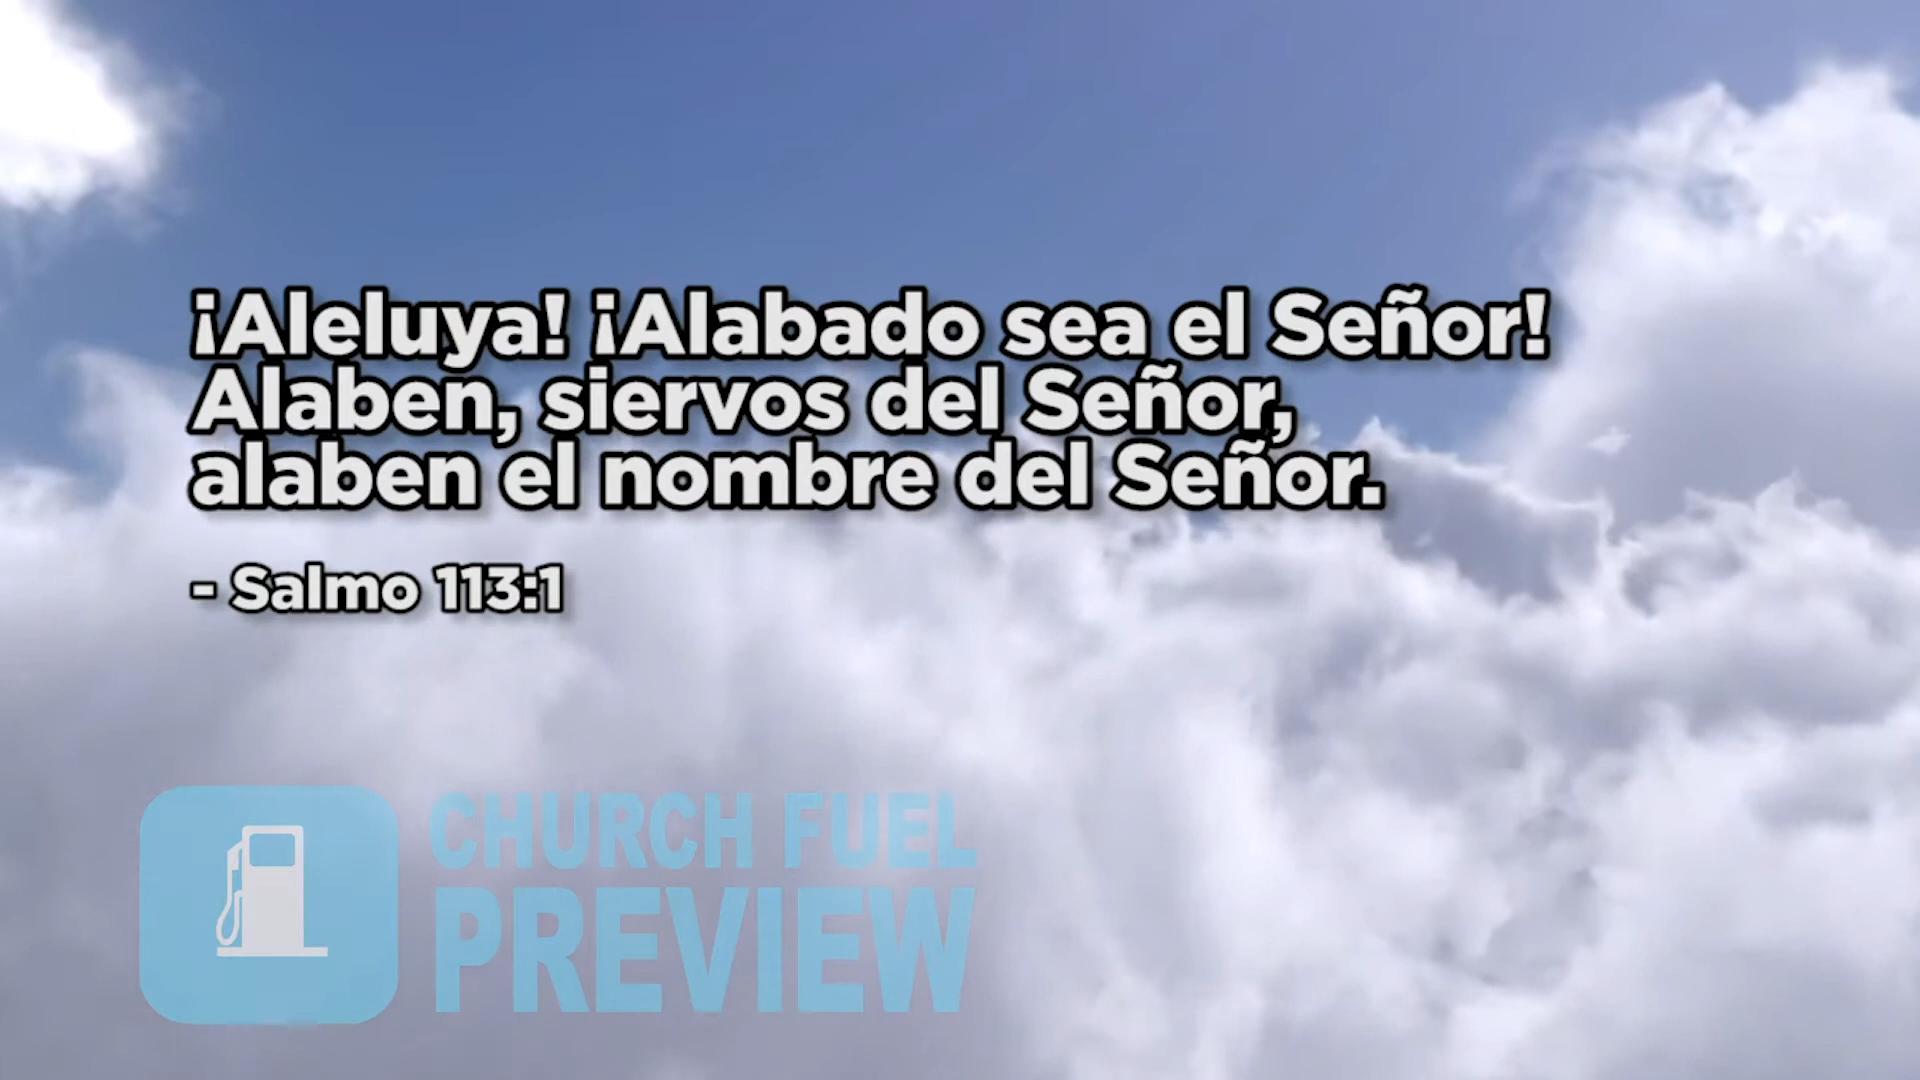 ¡Aleluya! ¡Alabado sea el Señor!
Alaben, siervos del Señor,
alaben el nombre del Señor.
- Salmo 113:1
CHURCH FUEL
PREVIEW